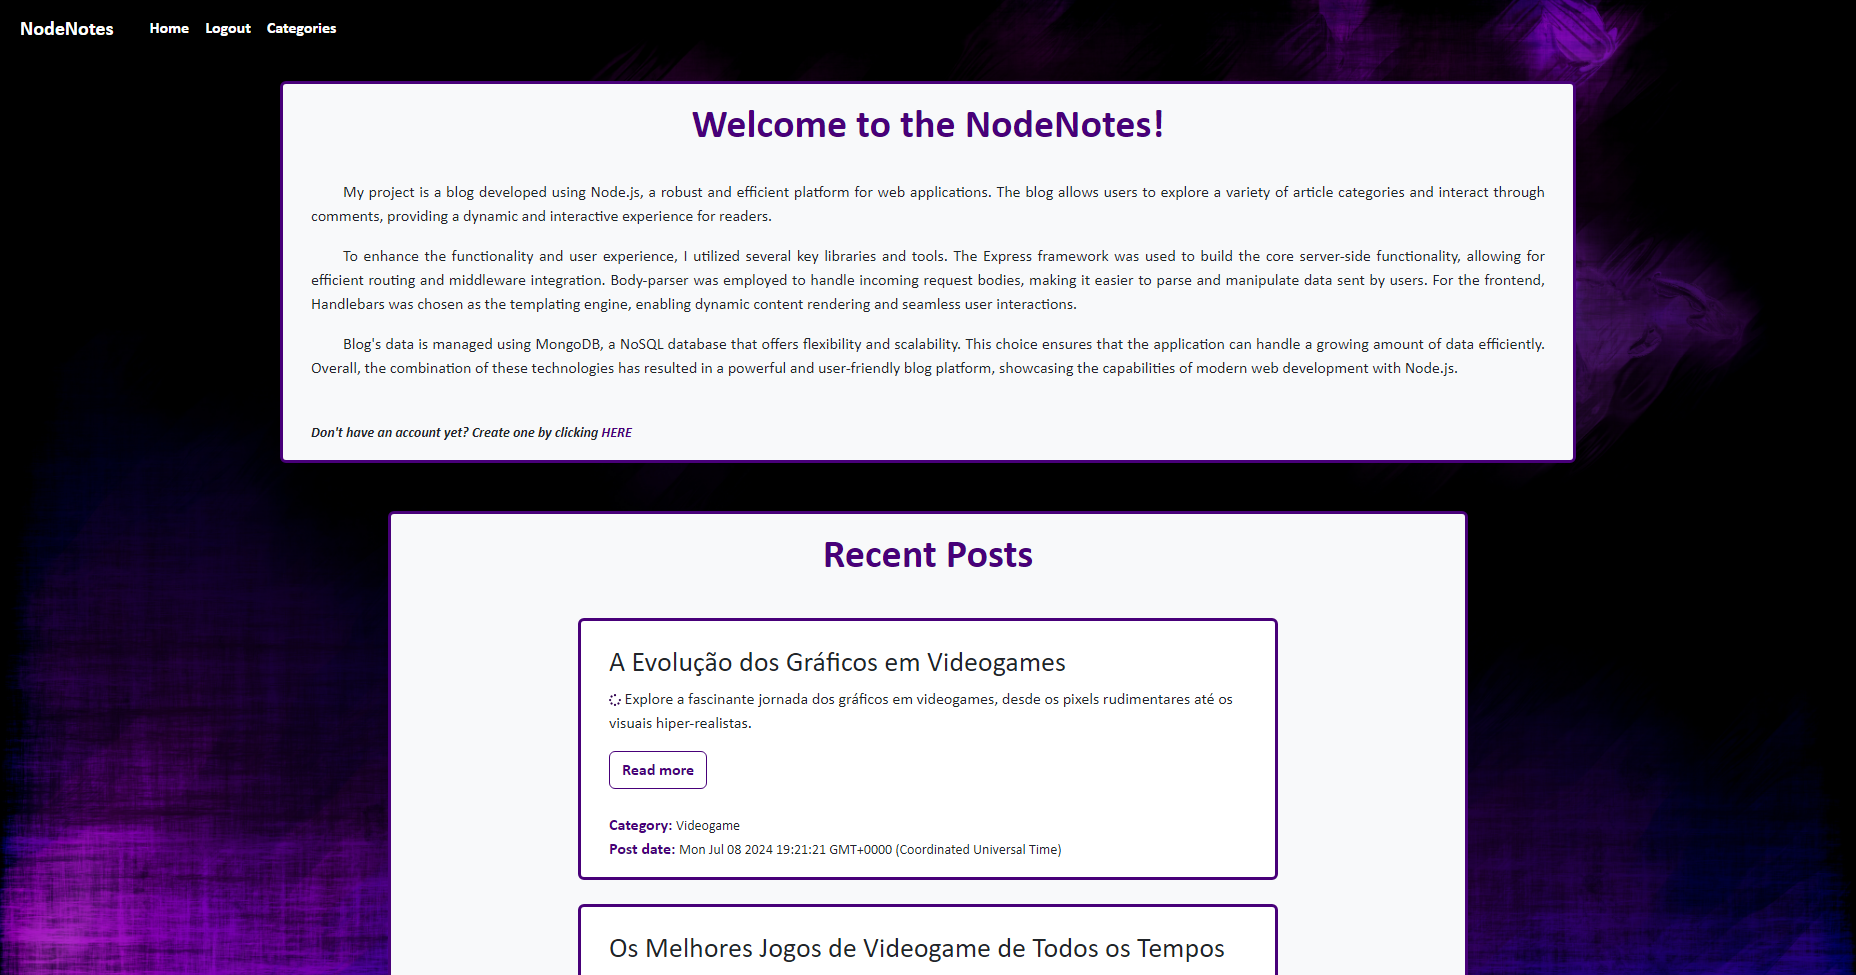 NodeNotes Home Logout Categories
Welcome to the NodeNotes!
My project is a blog developed using Node.js, a robust and efficient platform for web applications. The blog allows users to explore a variety of article categories and interact through
comments, providing a dynamic and interactive experience for readers.
To enhance the functionality and user experience, I utilized several key libraries and tools. The Express framework was used to build the core server-side functionality, allowing for
efficient routing and middleware integration. Body-parser was employed to handle incoming request bodies, making it easier to parse and manipulate data sent by users. For the frontend,
Handlebars was chosen as the templating engine, enabling dynamic content rendering and seamless user interactions.
Blog's data is managed using MongoDB, a NoSQL database that offers flexibility and scalability. This choice ensures that the application can handle a growing amount of data efficiently.
Overall, the combination of these technologies has resulted in a powerful and user-friendly blog platform, showcasing the capabilities of modern web development with Node.js.
Don't have an account yet? Create one by clicking HERE
Recent Posts
A Evolução dos Gráficos em Videogames
Explore a fascinante jornada dos gráficos em videogames, desde os pixels rudimentares até os
visuais hiper-realistas.
Read more
Category: Videogame
Post date: Mon Jul 08 2024 19:21:21 GMT+0000 (Coordinated Universal Time)
Os Melhores Jogos de Videogame de Todos os Tempos